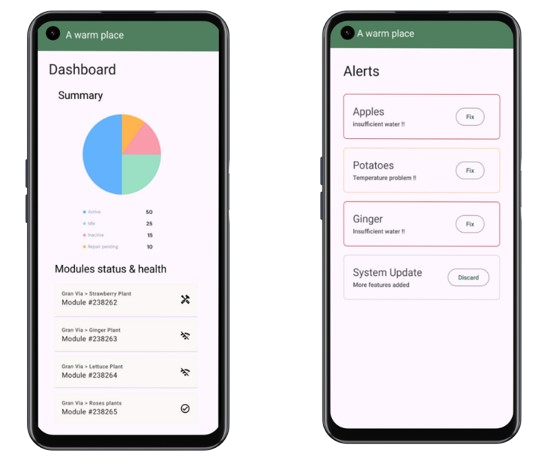 A warm place
Dashboard
Summary
Active 50
Idle 25
Inactive 15
Repair pending 10
Modules status & health
Gran Via » Strawberry Plant
Module #238262
Gran Via » Ginger Plant
Module #238263
Gran Via » Lettuce Plant
Module #238264
Gran Via » Roses plants
Module #238265
A warm place
Alerts
Apples
insufficient water !!
Fix
Potatoes
Temperature problem !!
Fix
Ginger
Insufficient water !!
Fix
System Update
More features added
Discard